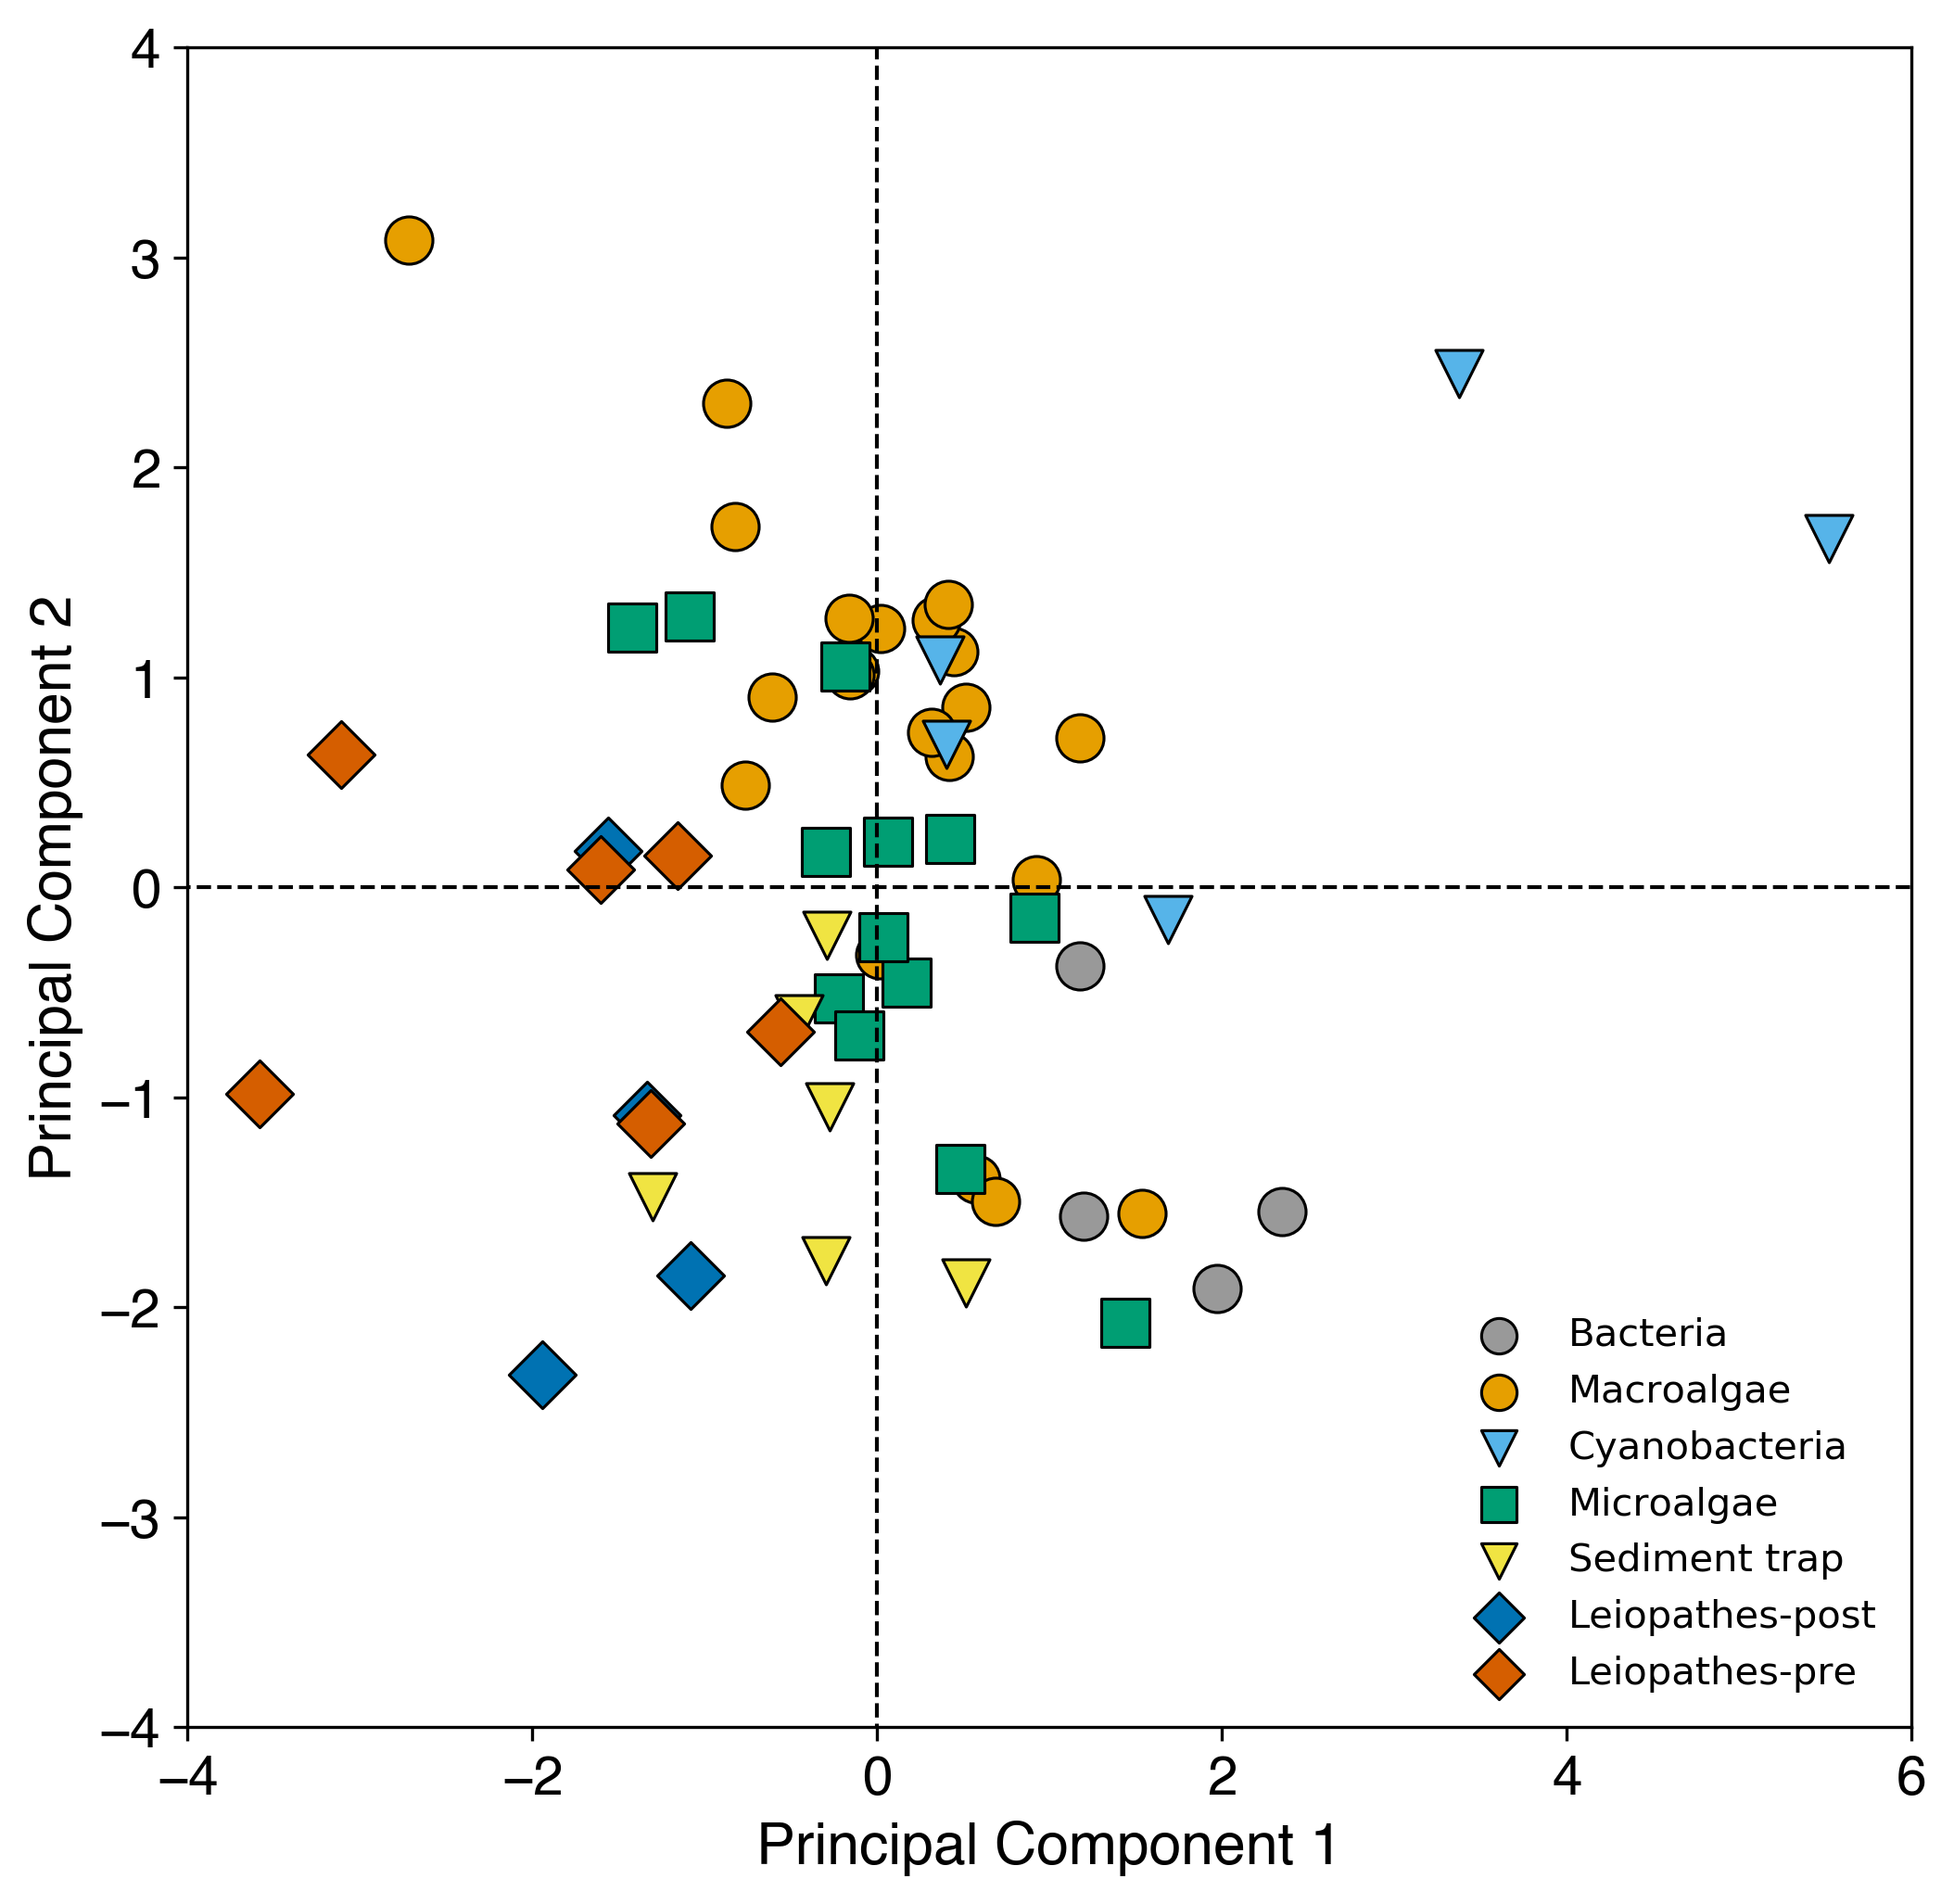 4
3
2
1
0
−1
−2
−3
−4
Principal Component 2
−4 −2 0 2 4 6
Principal Component 1
Bacteria
Macroalgae
Cyanobacteria
Microalgae
Sediment trap
Leiopathes-post
Leiopathes-pre